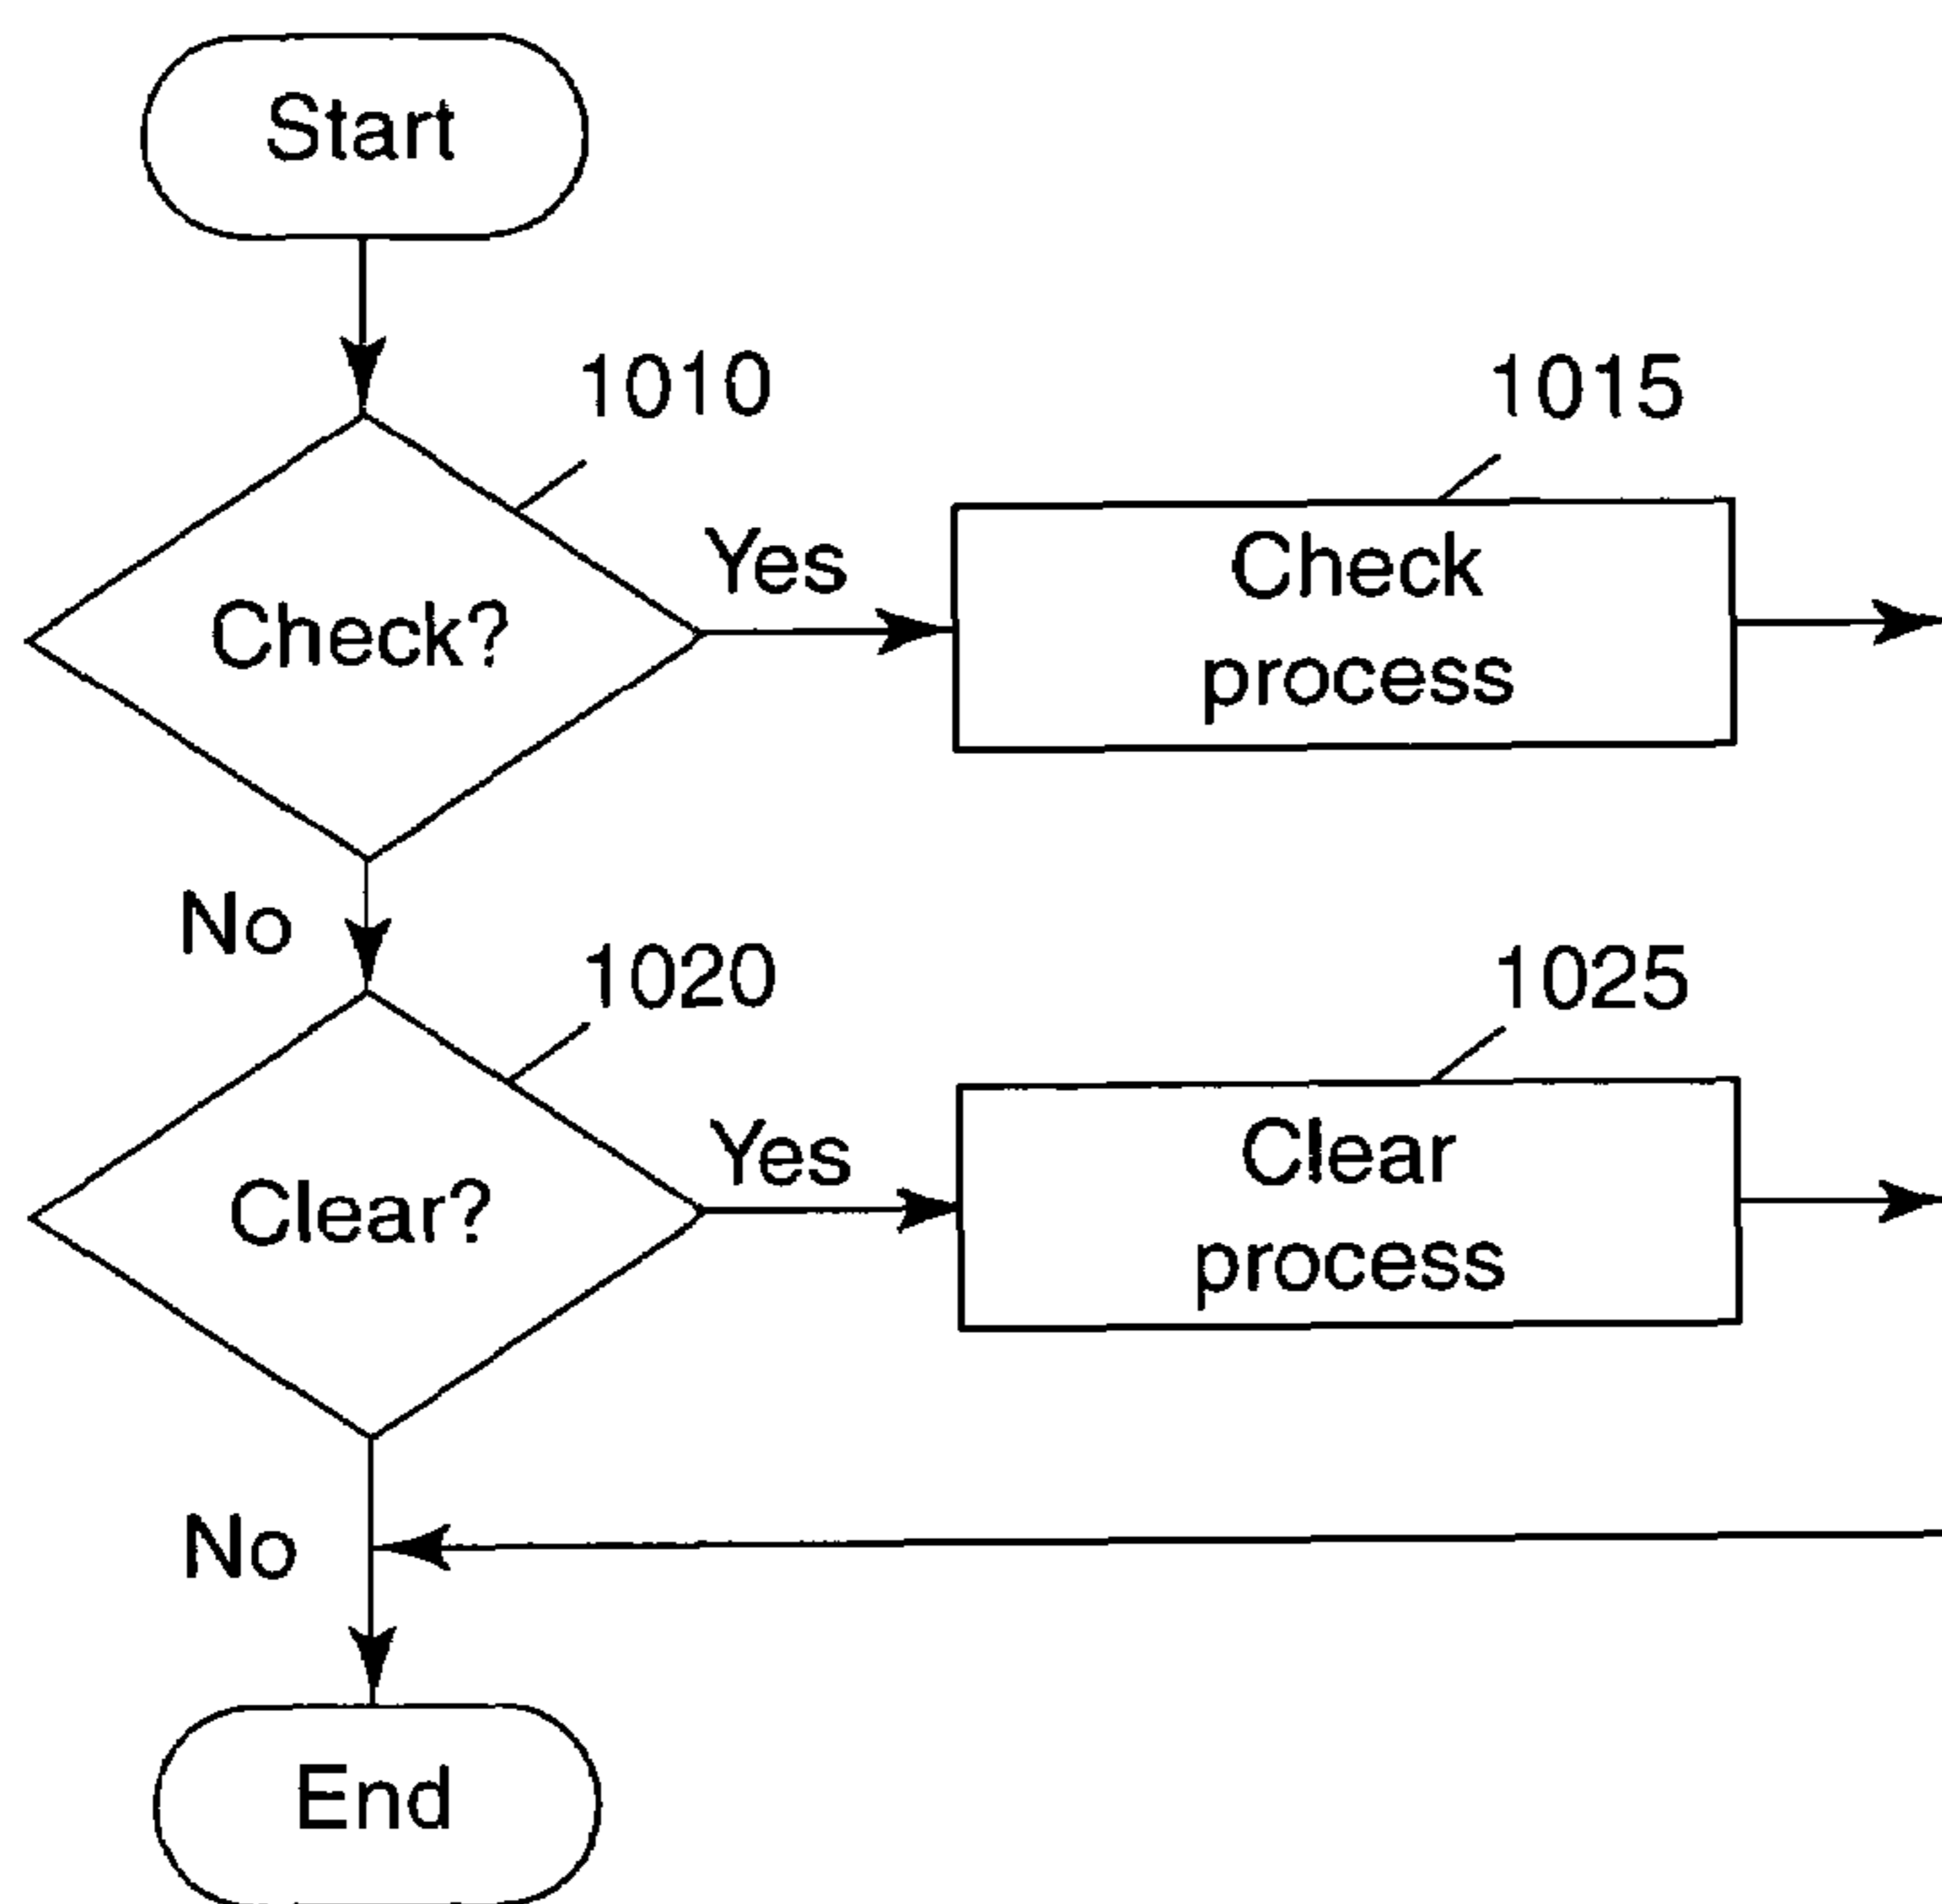 Start
1010
1015
Check?
Yes
Check
process
No
1020
1025
Clear?
Yes
Clear
process
No
End